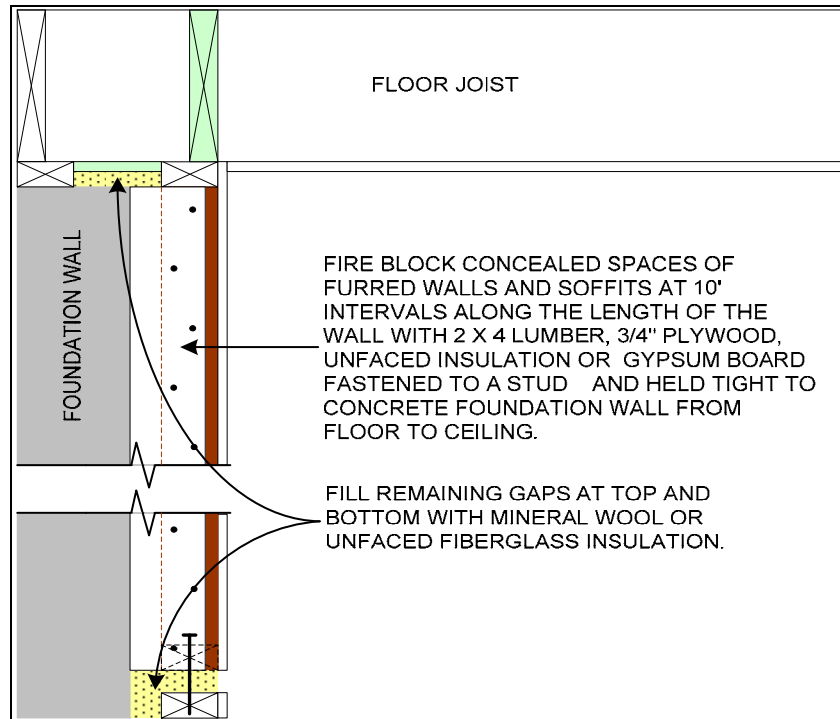 FLOOR JOIST
FOUNDATION WALL
FIRE BLOCK CONCEALED SPACES OF
FURRED WALLS AND SOFFITS AT 10'
INTERVALS ALONG THE LENGTH OF THE
WALL WITH 2 X 4 LUMBER, 3/4" PLYWOOD,
UNFACED INSULATION OR GYPSUM BOARD
FASTENED TO A STUD AND HELD TIGHT TO
CONCRETE FOUNDATION WALL FROM
FLOOR TO CEILING.
FILL REMAINING GAPS AT TOP AND
BOTTOM WITH MINERAL WOOL OR
UNFACED FIBERGLASS INSULATION.